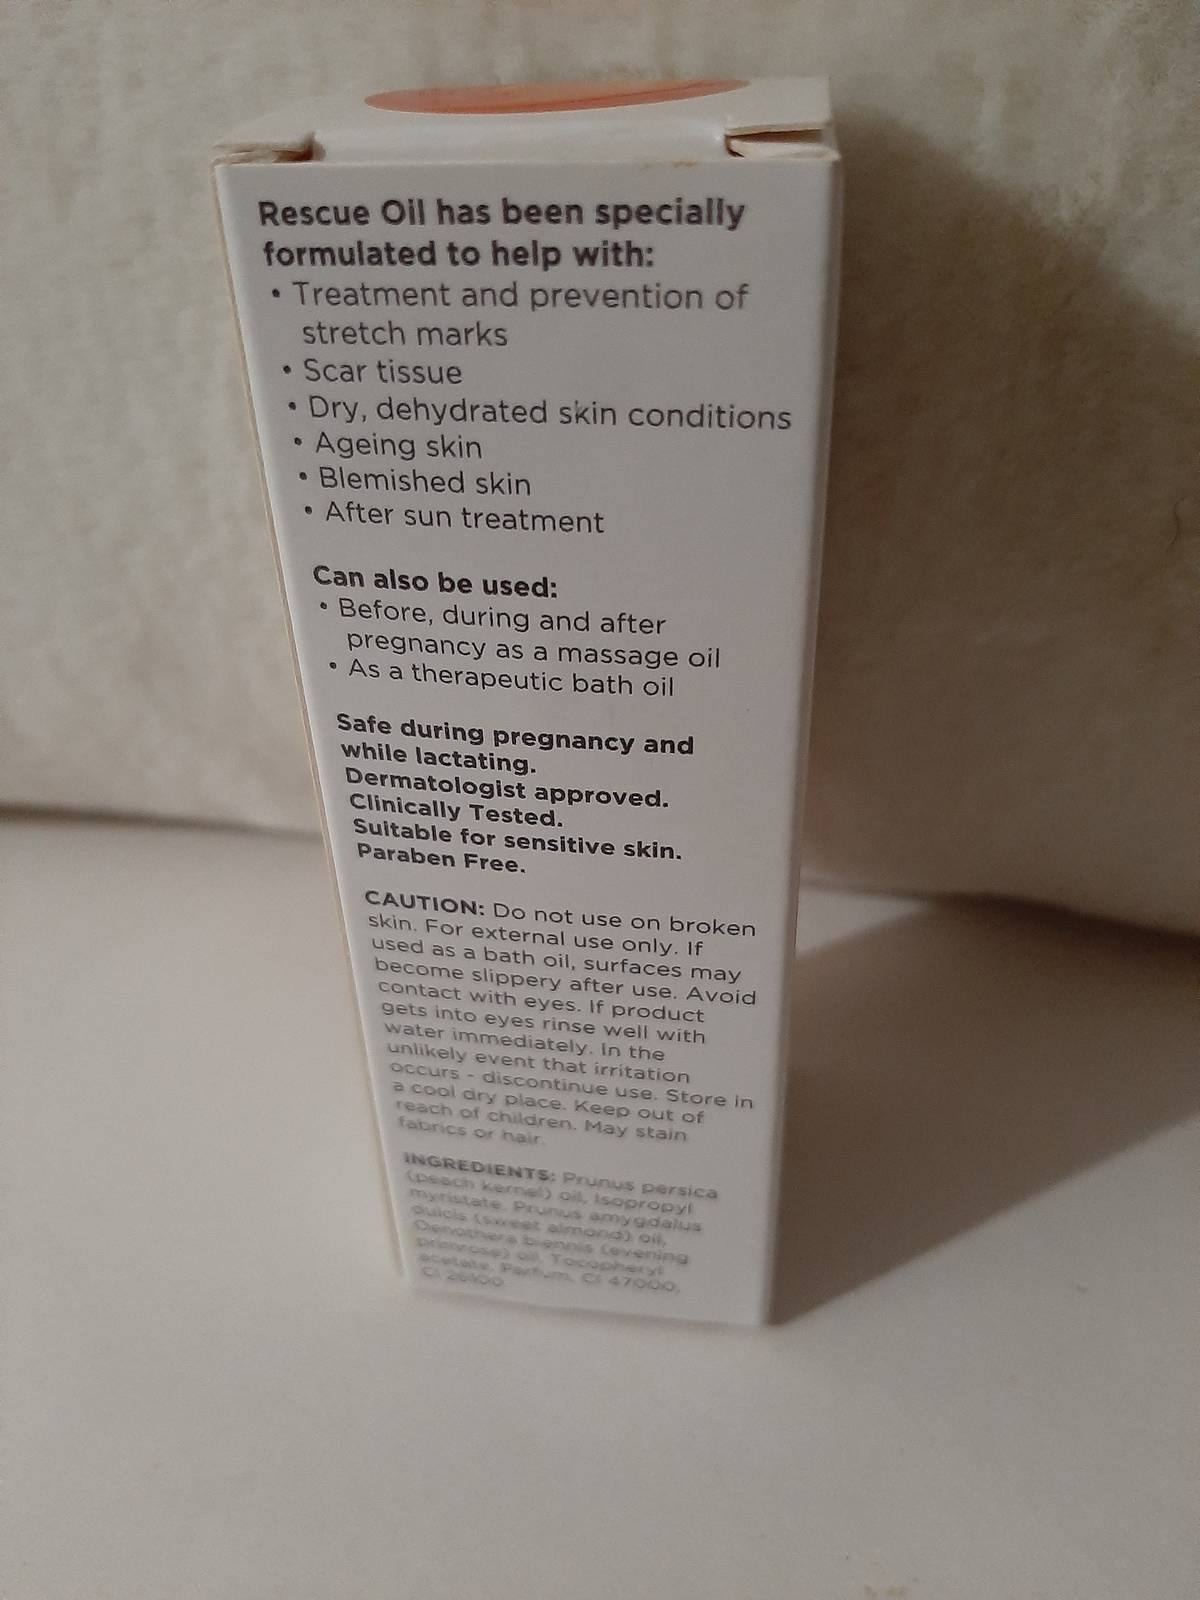 Rescue Oil has been specially
formulated to help with:
• Treatment and prevention of
stretch marks
• Scar tissue
• Dry, dehydrated skin conditions
• Ageing skin
• Blemished skin
• After sun treatment
Can also be used:
• Before, during and after
pregnancy as a massage oil
• As a therapeutic bath oil
Safe during pregnancy and
while lactating.
Dermatologist approved.
Clinically Tested.
Suitable for sensitive skin.
Paraben Free.
CAUTION: Do not use on broken
skin. For external use only. If
used as a bath oil, surfaces may
become slippery after use. Avoid
contact with eyes. If product
gets into eyes rinse well with
water immediately. In the
unlikely event that irritation
occurs - discontinue use. Store in
a cool dry place. Keep out of
reach of children. May stain
fabrics or hair.
INGREDIENTS: Prunus persica
(peach kernel) oil, Isopropyl
myristate, Prunus amygdalus
dulcis (sweet almond) oil,
Oenothera biennis (evening
primrose) oil, Tocopheryl
acetate, Parfum, CI 47000,
CI 26100.